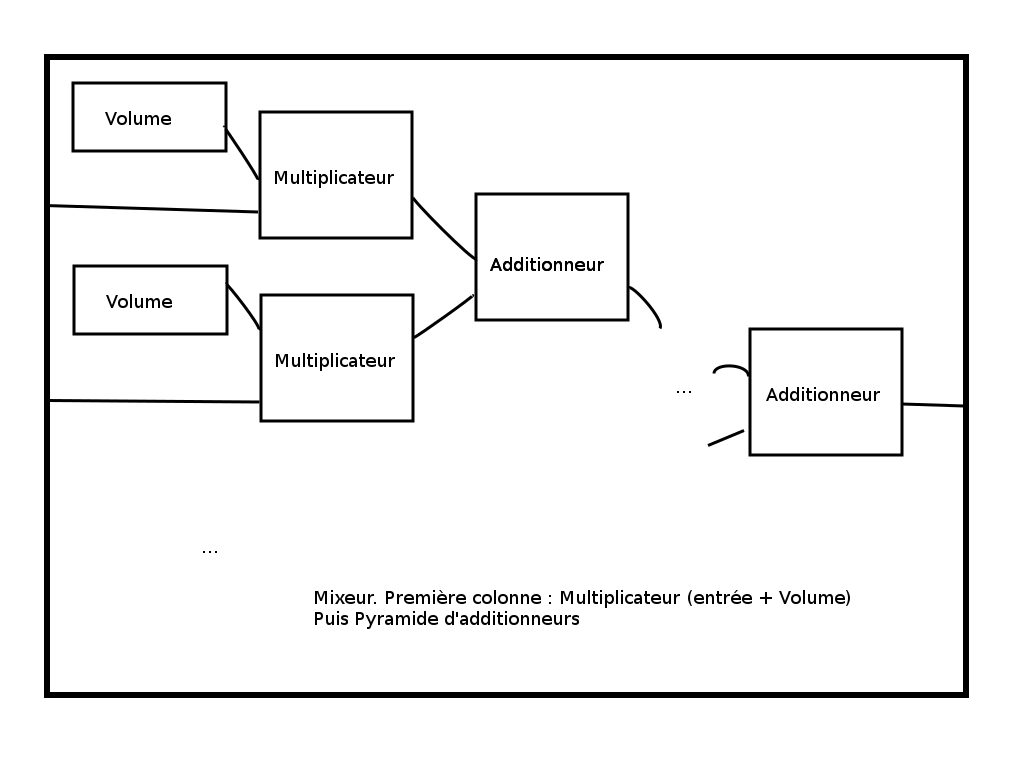 Volume
Multiplicateur
Additionneur
Volume
Multiplicateur
...
Additionneur
...
Mixeur. Première colonne : Multiplicateur (entrée + Volume)
Puis Pyramide d'additionneurs